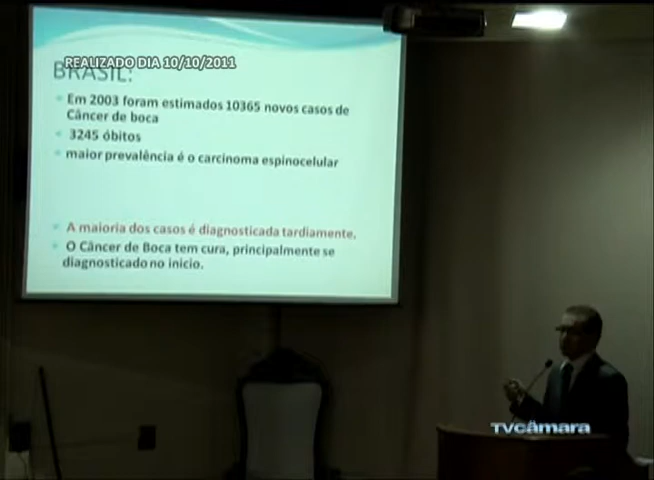 REALIZADO DIA 10/10/2011
BRASIL:
Em 2003 foram estimados 10365 novos casos de
Câncer de boca
3245 óbitos
maior prevalência é o carcinoma espinocelular
A maioria dos casos é diagnosticada tardiamente.
O Câncer de Boca tem cura, principalmente se
diagnosticado no inicio.
TVcâmara